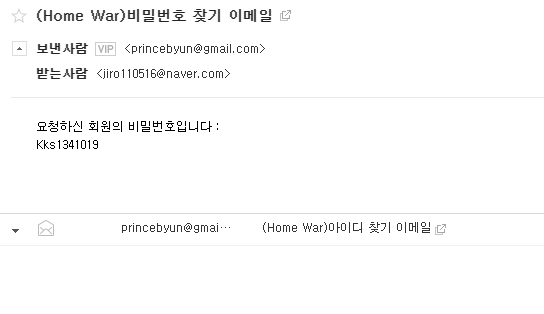 (Home War)비밀번호 찾기 이메일
보낸사람 VIP <princebyun@gmail.com>
받는사람 <jiro110516@naver.com>
요청하신 회원의 비밀번호입니다 :
Kks1341019
princebyun@gmai… (Home War)아이디 찾기 이메일